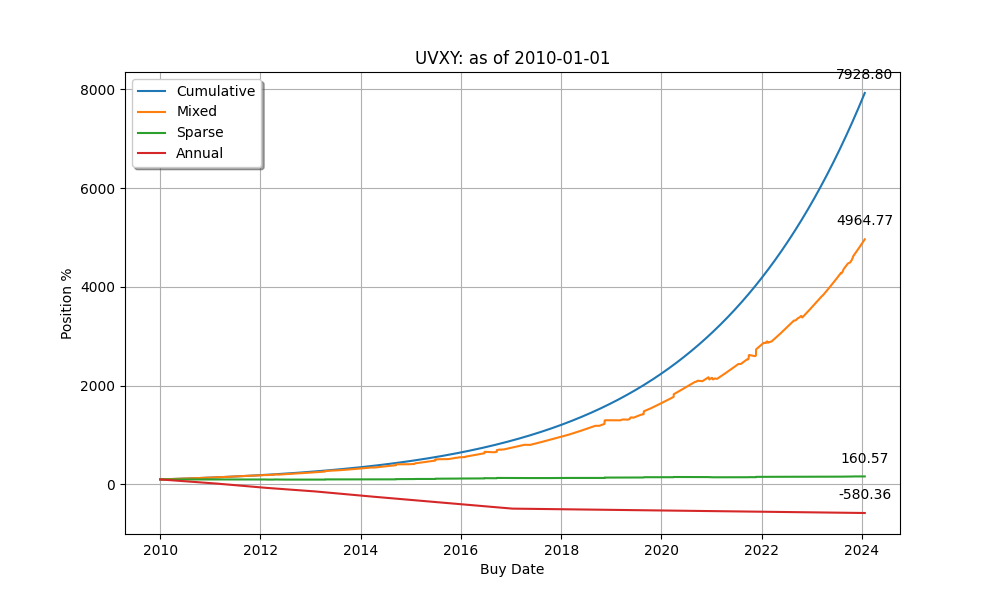 UVXY: as of 2010-01-01
7928.80
8000
Cumulative
Mixed
Sparse
Annual
6000
4964.77
4000
2000
160.57
0
-580.36
2010 2012 2014 2016 2018 2020 2022 2024
Buy Date
Position %